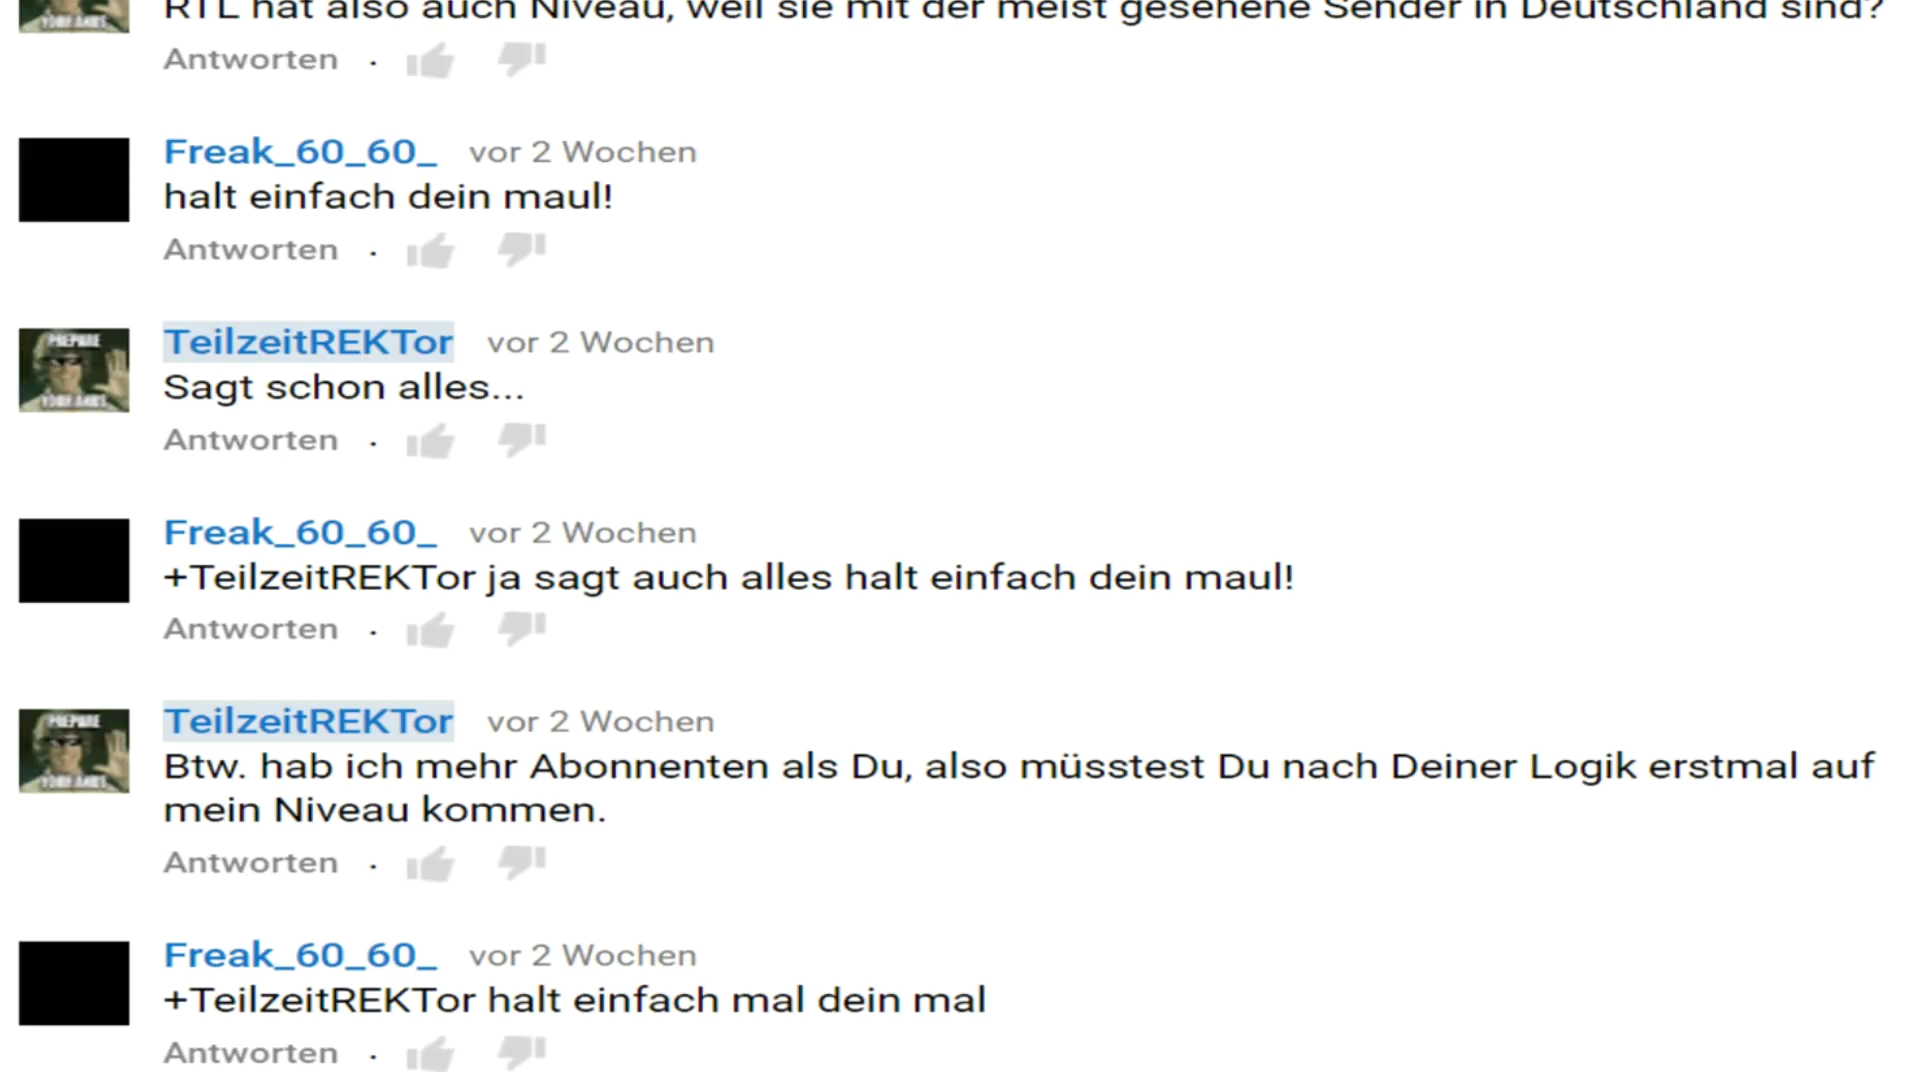 RTL hat also auch Niveau, weil sie mit der meist gesehene Sender in Deutschland sind?
Antworten ·
Freak_60_60_ vor 2 Wochen
halt einfach dein maul!
Antworten ·
PREPARE
TeilzeitREKTor vor 2 Wochen
Sagt schon alles...
Antworten ·
Freak_60_60_ vor 2 Wochen
+TeilzeitREKTor ja sagt auch alles halt einfach dein maul!
Antworten ·
PREPARE
TeilzeitREKTor vor 2 Wochen
Btw. hab ich mehr Abonnenten als Du, also müsstest Du nach Deiner Logik erstmal auf
mein Niveau kommen.
Antworten ·
Freak_60_60_ vor 2 Wochen
+TeilzeitREKTor halt einfach mal dein mal
Antworten ·